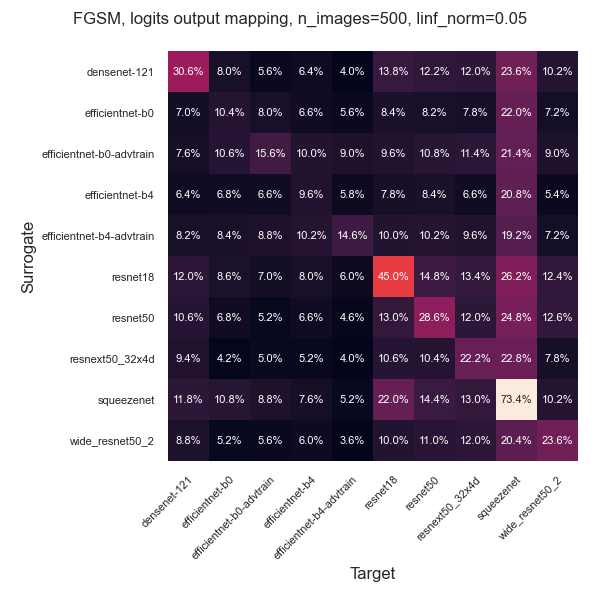 FGSM, logits output mapping, n_images=500, linf_norm=0.05
densenet-121 30.6% 8.0% 5.6% 6.4% 4.0% 13.8% 12.2% 12.0% 23.6% 10.2%
efficientnet-b0 7.0% 10.4% 8.0% 6.6% 5.6% 8.4% 8.2% 7.8% 22.0% 7.2%
efficientnet-b0-advtrain 7.6% 10.6% 15.6% 10.0% 9.0% 9.6% 10.8% 11.4% 21.4% 9.0%
efficientnet-b4 6.4% 6.8% 6.6% 9.6% 5.8% 7.8% 8.4% 6.6% 20.8% 5.4%
efficientnet-b4-advtrain 8.2% 8.4% 8.8% 10.2% 14.6% 10.0% 10.2% 9.6% 19.2% 7.2%
Surrogate
resnet18 12.0% 8.6% 7.0% 8.0% 6.0% 45.0% 14.8% 13.4% 26.2% 12.4%
resnet50 10.6% 6.8% 5.2% 6.6% 4.6% 13.0% 28.6% 12.0% 24.8% 12.6%
resnext50_32x4d 9.4% 4.2% 5.0% 5.2% 4.0% 10.6% 10.4% 22.2% 22.8% 7.8%
squeezenet 11.8% 10.8% 8.8% 7.6% 5.2% 22.0% 14.4% 13.0% 73.4% 10.2%
wide_resnet50_2 8.8% 5.2% 5.6% 6.0% 3.6% 10.0% 11.0% 12.0% 20.4% 23.6%
densenet-121
efficientnet-b0
efficientnet-b0-advtrain
efficientnet-b4
efficientnet-b4-advtrain
resnet18
resnet50
resnext50_32x4d
squeezenet
wide_resnet50_2
Target